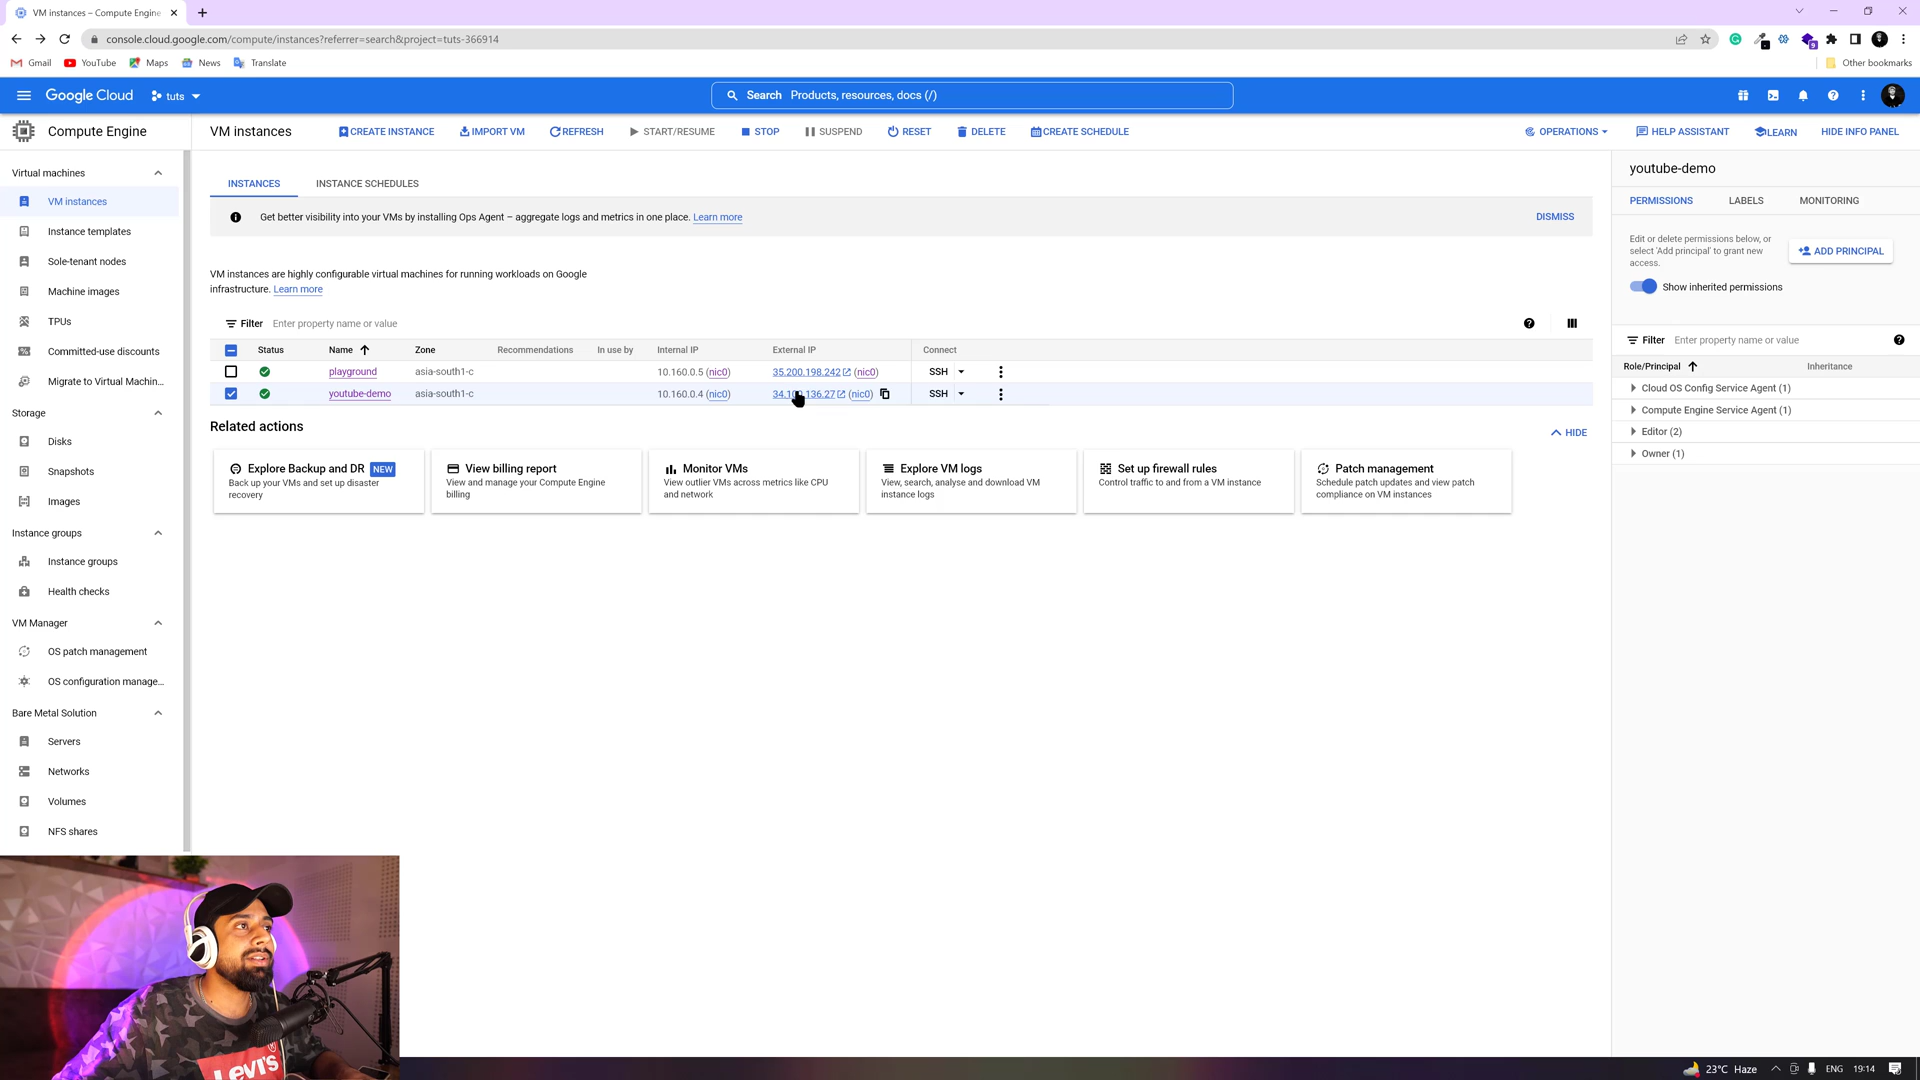 VM instances – Compute Engine
console.cloud.google.com/compute/instances?referrer=search&project=tuts-366914
9
Gmail YouTube Maps News Translate Other bookmarks
Google Cloud tuts Search Products, resources, docs (/)
Compute Engine
VM instances CREATE INSTANCE IMPORT VM REFRESH START/RESUME STOP SUSPEND RESET DELETE CREATE SCHEDULE OPERATIONS HELP ASSISTANT LEARN HIDE INFO PANEL
Virtual machines
VM instances
Instance templates
Sole-tenant nodes
Machine images
TPUs
Committed-use discounts
Migrate to Virtual Machin...
Storage
Disks
Snapshots
Images
Instance groups
Instance groups
Health checks
VM Manager
OS patch management
OS configuration manage...
Bare Metal Solution
Servers
Networks
Volumes
NFS shares
INSTANCES INSTANCE SCHEDULES
Get better visibility into your VMs by installing Ops Agent – aggregate logs and metrics in one place. Learn more DISMISS
VM instances are highly configurable virtual machines for running workloads on Google
infrastructure. Learn more
Filter Enter property name or value
Status Name Zone Recommendations In use by Internal IP External IP Connect
playground asia-south1-c 10.160.0.5 (nic0) 35.200.198.242 (nic0) SSH
youtube-demo asia-south1-c 10.160.0.4 (nic0) (nic0) SSH
Related actions
HIDE
Explore Backup and DR NEW
Back up your VMs and set up disaster
recovery
View billing report
View and manage your Compute Engine
billing
Monitor VMs
View outlier VMs across metrics like CPU
and network
Explore VM logs
View, search, analyse and download VM
instance logs
Set up firewall rules
Control traffic to and from a VM instance
Patch management
Schedule patch updates and view patch
compliance on VM instances
youtube-demo
PERMISSIONS LABELS MONITORING
Edit or delete permissions below, or
select 'Add principal' to grant new
access.
ADD PRINCIPAL
Show inherited permissions
Filter Enter property name or value
Role/Principal Inheritance
Cloud OS Config Service Agent (1)
Compute Engine Service Agent (1)
Editor (2)
Owner (1)
LEVI'S
23°C Haze ENG 19:14